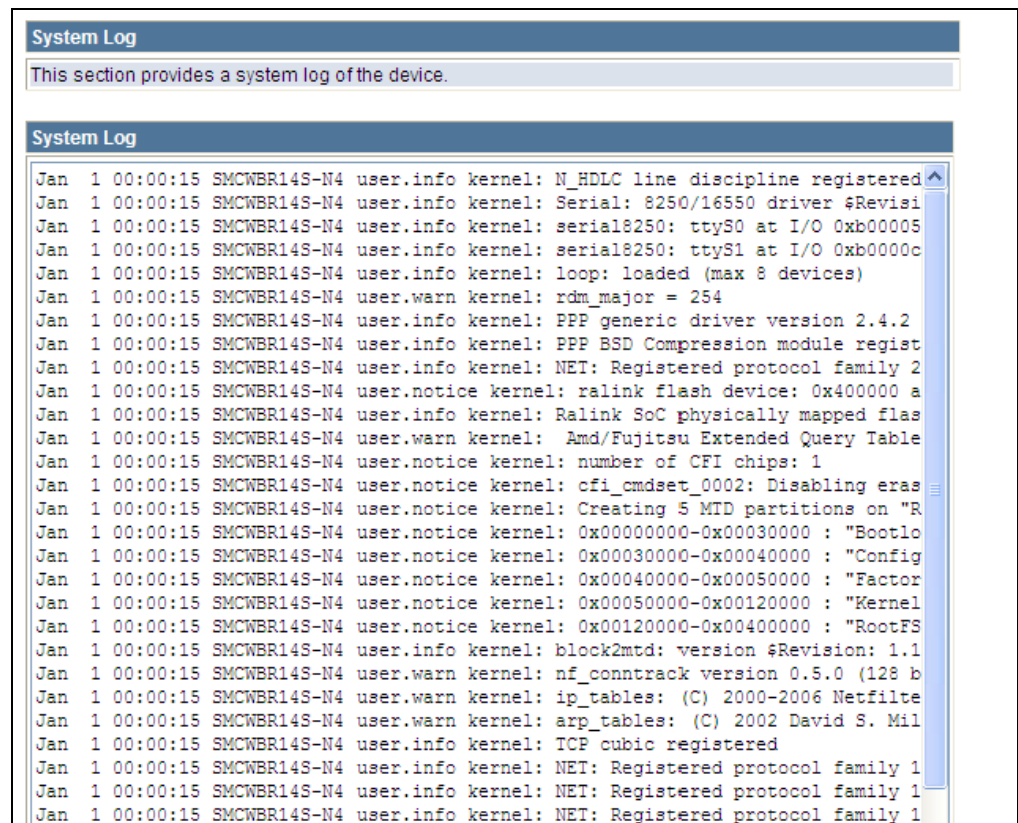 System Log
This section provides a system log of the device.
System Log
Jan  1 00:00:15 SMCWBR14S-N4 user.info kernel: N_HDLC line discipline registered
Jan  1 00:00:15 SMCWBR14S-N4 user.info kernel: Serial: 8250/16550 driver $Revisi
Jan  1 00:00:15 SMCWBR14S-N4 user.info kernel: serial8250: ttyS0 at I/O 0xb00005
Jan  1 00:00:15 SMCWBR14S-N4 user.info kernel: serial8250: ttyS1 at I/O 0xb0000c
Jan  1 00:00:15 SMCWBR14S-N4 user.info kernel: loop: loaded (max 8 devices)
Jan  1 00:00:15 SMCWBR14S-N4 user.warn kernel: rdm_major = 254
Jan  1 00:00:15 SMCWBR14S-N4 user.info kernel: PPP generic driver version 2.4.2
Jan  1 00:00:15 SMCWBR14S-N4 user.info kernel: PPP BSD Compression module regist
Jan  1 00:00:15 SMCWBR14S-N4 user.info kernel: NET: Registered protocol family 2
Jan  1 00:00:15 SMCWBR14S-N4 user.notice kernel: ralink flash device: 0x400000 a
Jan  1 00:00:15 SMCWBR14S-N4 user.info kernel: Ralink SoC physically mapped flas
Jan  1 00:00:15 SMCWBR14S-N4 user.warn kernel:  Amd/Fujitsu Extended Query Table
Jan  1 00:00:15 SMCWBR14S-N4 user.notice kernel: number of CFI chips: 1
Jan  1 00:00:15 SMCWBR14S-N4 user.notice kernel: cfi_cmdset_0002: Disabling eras
Jan  1 00:00:15 SMCWBR14S-N4 user.notice kernel: Creating 5 MTD partitions on "R
Jan  1 00:00:15 SMCWBR14S-N4 user.notice kernel: 0x00000000-0x00030000 : "Bootlo
Jan  1 00:00:15 SMCWBR14S-N4 user.notice kernel: 0x00030000-0x00040000 : "Config
Jan  1 00:00:15 SMCWBR14S-N4 user.notice kernel: 0x00040000-0x00050000 : "Factor
Jan  1 00:00:15 SMCWBR14S-N4 user.notice kernel: 0x00050000-0x00120000 : "Kernel
Jan  1 00:00:15 SMCWBR14S-N4 user.notice kernel: 0x00120000-0x00400000 : "RootFS
Jan  1 00:00:15 SMCWBR14S-N4 user.info kernel: block2mtd: version $Revision: 1.1
Jan  1 00:00:15 SMCWBR14S-N4 user.warn kernel: nf_conntrack version 0.5.0 (128 b
Jan  1 00:00:15 SMCWBR14S-N4 user.warn kernel: ip_tables: (C) 2000-2006 Netfilte
Jan  1 00:00:15 SMCWBR14S-N4 user.warn kernel: arp_tables: (C) 2002 David S. Mil
Jan  1 00:00:15 SMCWBR14S-N4 user.info kernel: TCP cubic registered
Jan  1 00:00:15 SMCWBR14S-N4 user.info kernel: NET: Registered protocol family 1
Jan  1 00:00:15 SMCWBR14S-N4 user.info kernel: NET: Registered protocol family 1
Jan  1 00:00:15 SMCWBR14S-N4 user.info kernel: NET: Registered protocol family 1